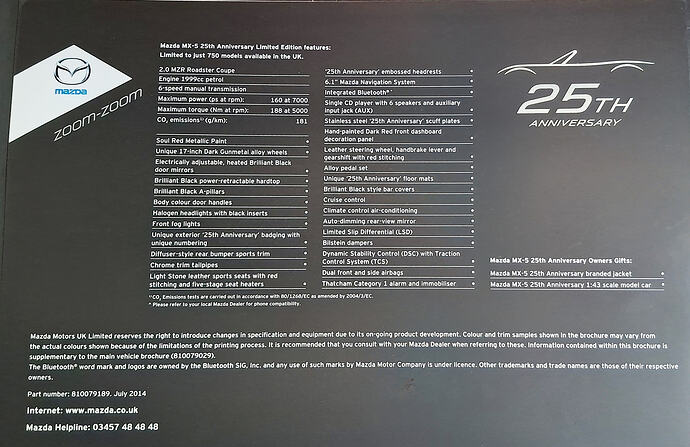 mazda
zoom-zoom
Mazda MX-5 25th Anniversary Limited Edition features:
Limited to just 750 models available in the UK.
2.0 MZR Roadster Coupe
Engine 1999cc petrol
6-speed manual transmission
Maximum power (ps at rpm): 160 at 7000
Maximum torque (Nm at rpm): 188 at 5000
CO₂ emissions†† (g/km): 181
Soul Red Metallic Paint •
Unique 17-inch Dark Gunmetal alloy wheels •
Electrically adjustable, heated Brilliant Black
door mirrors •
Brilliant Black power-retractable hardtop •
Brilliant Black A-pillars •
Body colour door handles •
Halogen headlights with black inserts •
Front fog lights •
Unique exterior '25th Anniversary' badging with
unique numbering •
Diffuser-style rear bumper sports trim •
Chrome trim tailpipes •
Light Stone leather sports seats with red
stitching and five-stage seat heaters •
'25th Anniversary' embossed headrests •
6.1" Mazda Navigation System •
Integrated Bluetooth®* •
Single CD player with 6 speakers and auxiliary
input jack (AUX) •
Stainless steel '25th Anniversary' scuff plates •
Hand-painted Dark Red front dashboard
decoration panel •
Leather steering wheel, handbrake lever and
gearshift with red stitching •
Alloy pedal set •
Unique '25th Anniversary' floor mats •
Brilliant Black style bar covers •
Cruise control •
Climate control air-conditioning •
Auto-dimming rear-view mirror •
Limited Slip Differential (LSD) •
Bilstein dampers •
Dynamic Stability Control (DSC) with Traction
Control System (TCS) •
Dual front and side airbags •
Thatcham Category 1 alarm and immobiliser •
25TH
ANNIVERSARY
Mazda MX-5 25th Anniversary Owners Gifts:
Mazda MX-5 25th Anniversary branded jacket •
Mazda MX-5 25th Anniversary 1:43 scale model car •
††CO₂ Emissions tests are carried out in accordance with 80/1268/EC as amended by 2004/3/EC.
* Please refer to your local Mazda Dealer for phone compatibility.
Mazda Motors UK Limited reserves the right to introduce changes in specification and equipment due to its on-going product development. Colour and trim samples shown in the brochure may vary from
the actual colours shown because of the limitations of the printing process. It is recommended that you consult with your Mazda Dealer when referring to these. Information contained within this brochure is
supplementary to the main vehicle brochure (810079029).
The Bluetooth® word mark and logos are owned by the Bluetooth SIG, Inc. and any use of such marks by Mazda Motor Company is under licence. Other trademarks and trade names are those of their respective
owners.
Part number: 810079189. July 2014
Internet: www.mazda.co.uk
Mazda Helpline: 03457 48 48 48